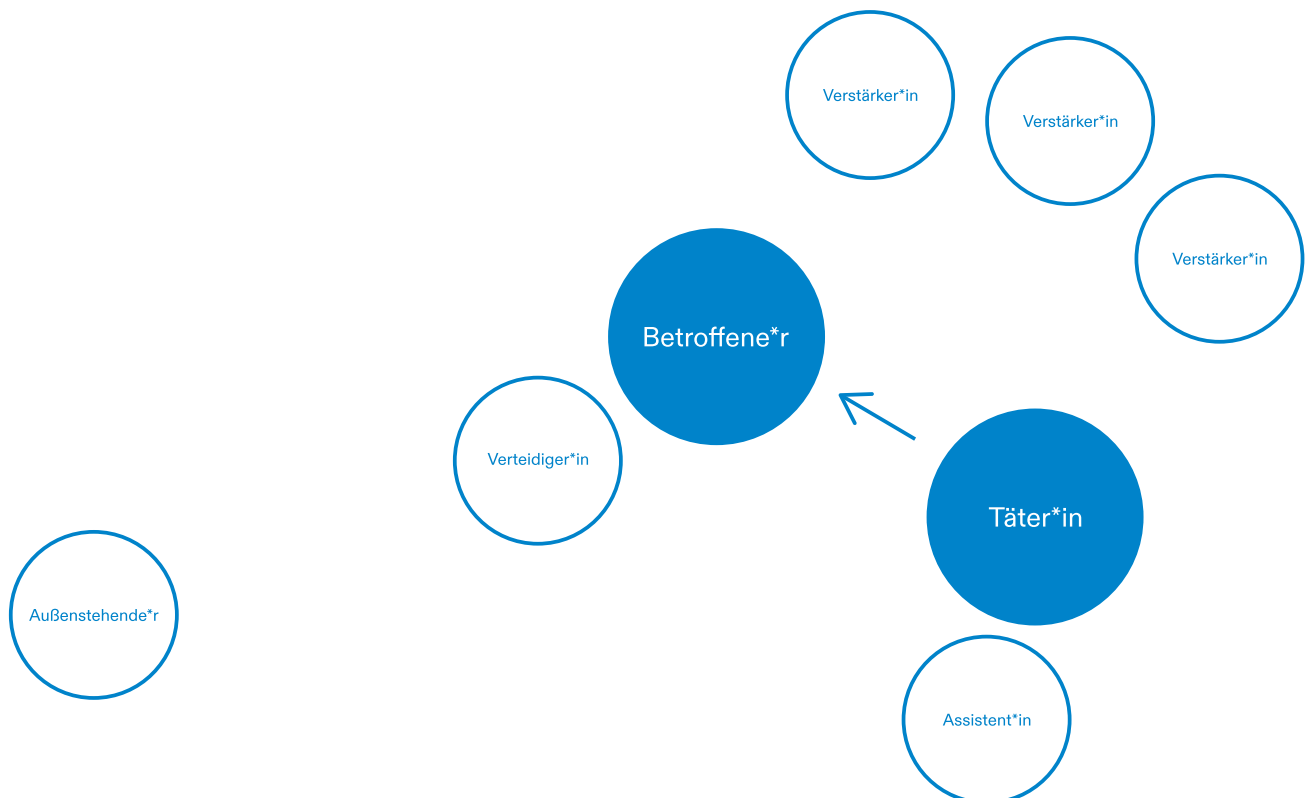 Verstärker*in
Verstärker*in
Verstärker*in
Betroffene*r
Verteidiger*in
Täter*in
Außenstehende*r
Assistent*in